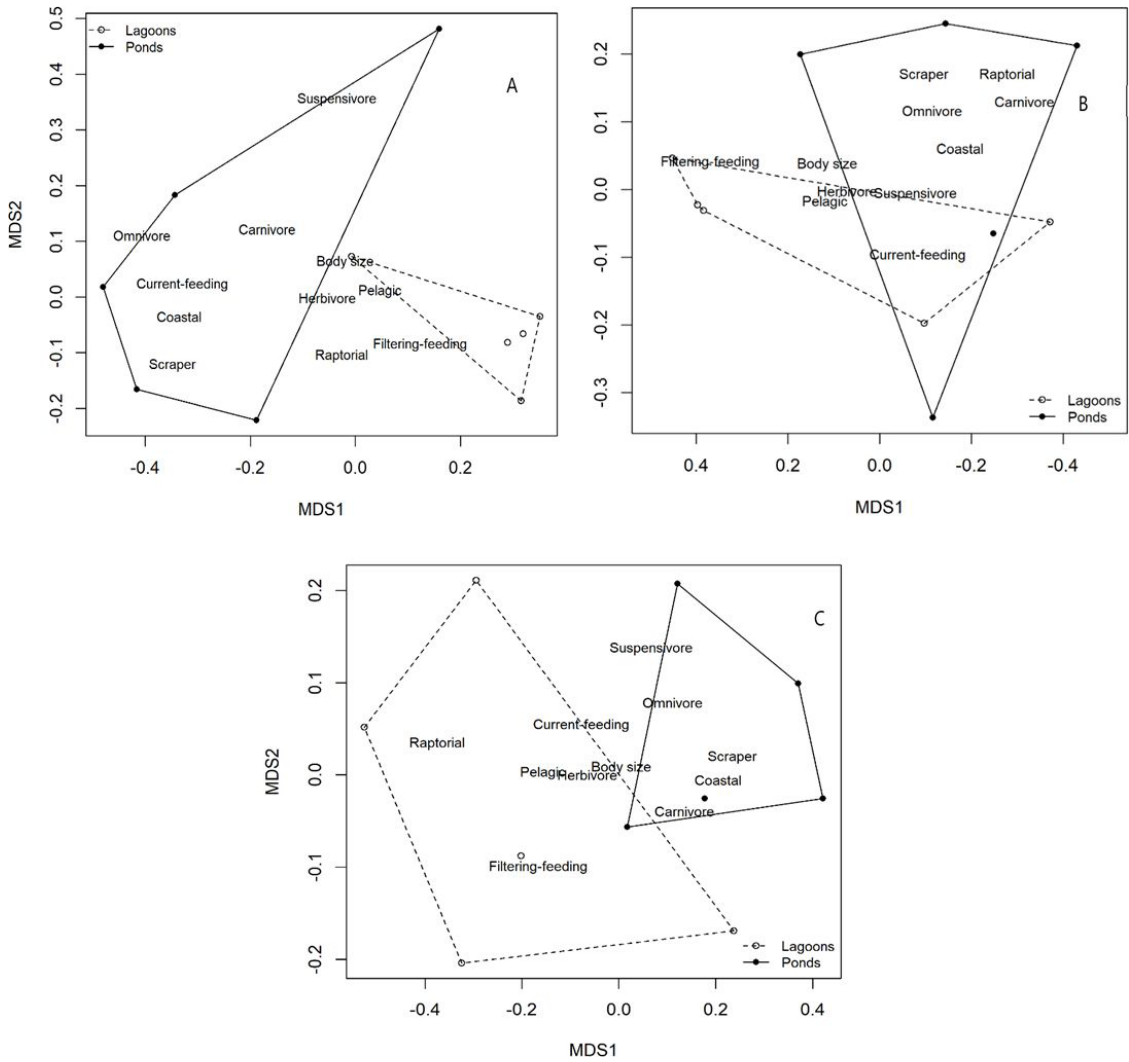 Lagoons
Ponds
A
Suspensivore
Omnivore
Carnivore
Body size
Current-feeding
Pelagic
Herbivore
Coastal
Filtering-feeding
Raptorial
Scraper
0.5
0.4
0.3
0.2
0.1
0.0
-0.1
-0.2
MDS2
-0.4
-0.2
0.0
0.2
MDS1
B
Scraper
Raptorial
Carnivore
Omnivore
Coastal
Filtering-feeding
Body size
Herbivore
Suspensivore
Pelagic
Current-feeding
Lagoons
Ponds
0.2
0.1
0.0
-0.1
-0.2
-0.3
0.4
0.2
0.0
-0.2
-0.4
MDS1
C
Suspensivore
Omnivore
Current-feeding
Raptorial
Scraper
Body size
Pelagic
Herbivore
Coastal
Carnivore
Filtering-feeding
Lagoons
Ponds
0.2
0.1
0.0
-0.1
-0.2
MDS2
-0.4
-0.2
0.0
0.2
0.4
MDS1